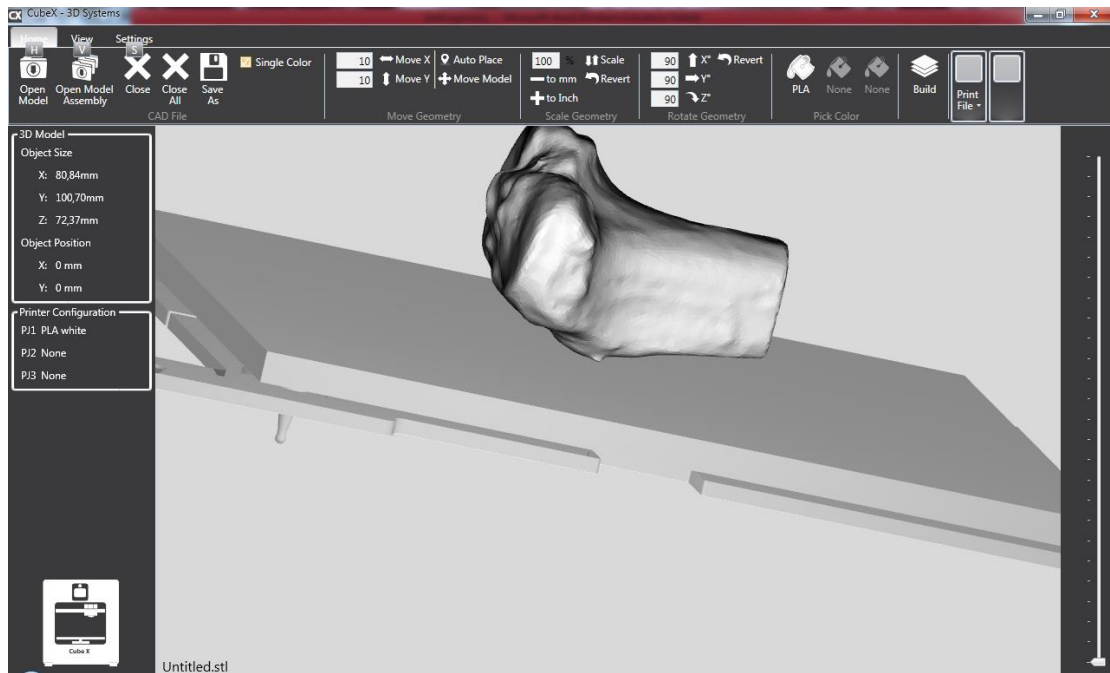 CubeX - 3D Systems
Home View Settings
H V S
Open Model
Open Model Assembly
Close
Close All
Save As
Single Color
CAD File
10 Move X Auto Place
10 Move Y Move Model
Move Geometry
100 % Scale
to mm Revert
to Inch
Scale Geometry
90 X° Revert
90 Y°
90 Z°
Rotate Geometry
PLA None None
Pick Color
Build
Print File
3D Model
Object Size
X: 80,84mm
Y: 100,70mm
Z: 72,37mm
Object Position
X: 0 mm
Y: 0 mm
Printer Configuration
PJ1 PLA white
PJ2 None
PJ3 None
Cube X
Untitled.stl